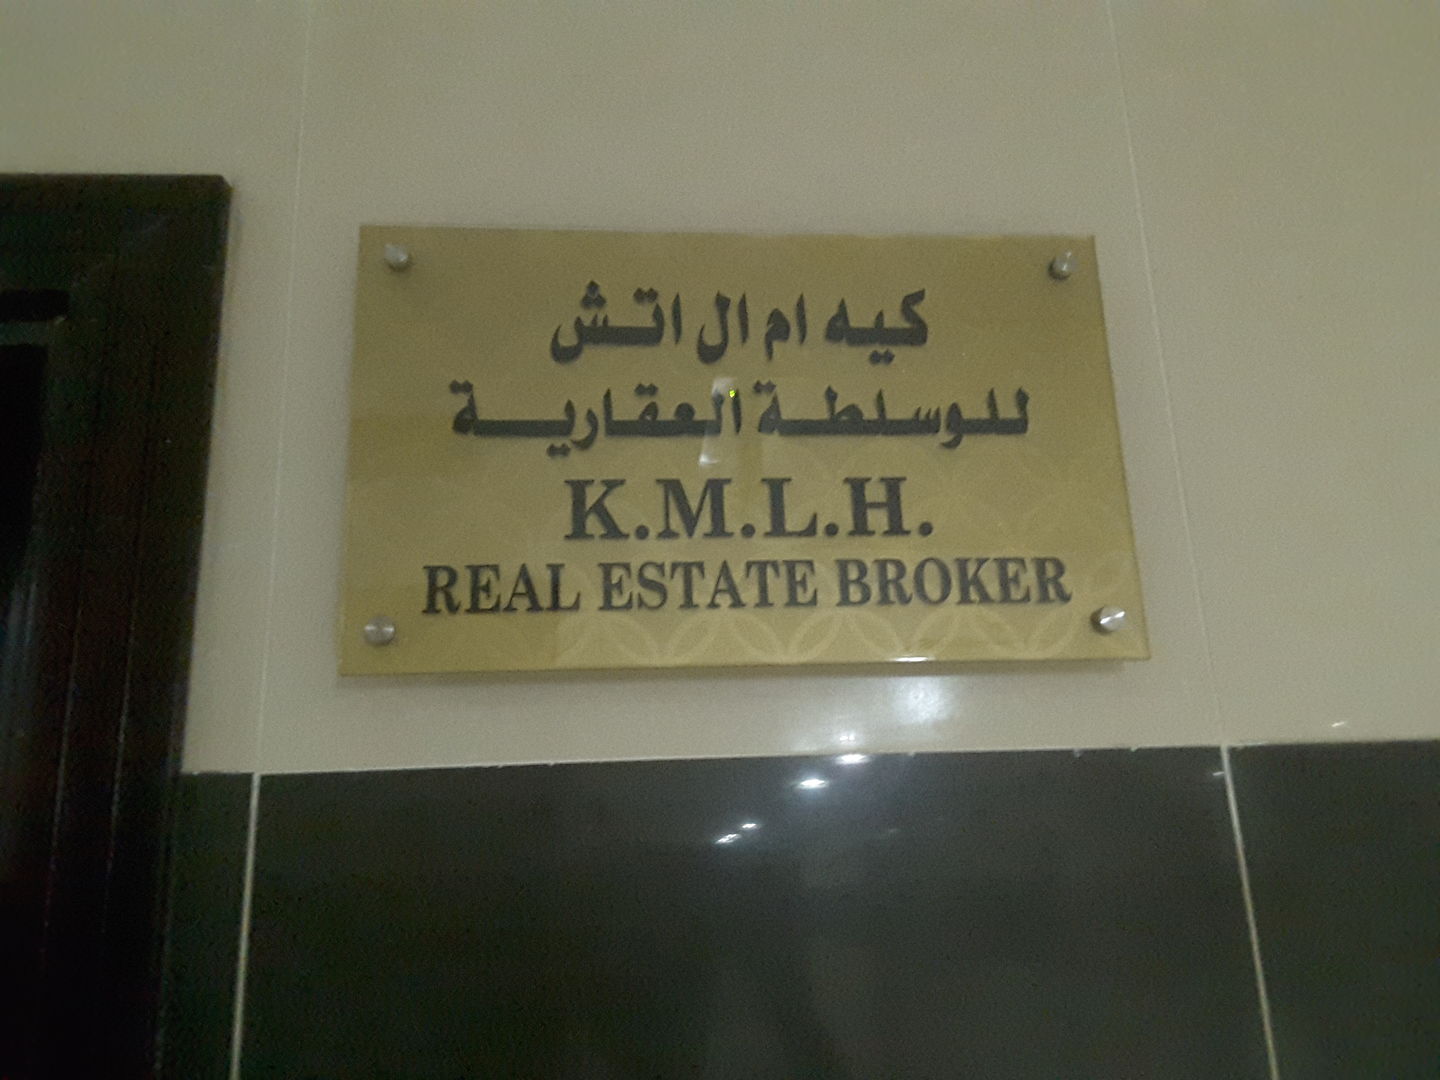 كيه ام ال اتش
للوسلطة العقارية
K.M.L.H.
REAL ESTATE BROKER